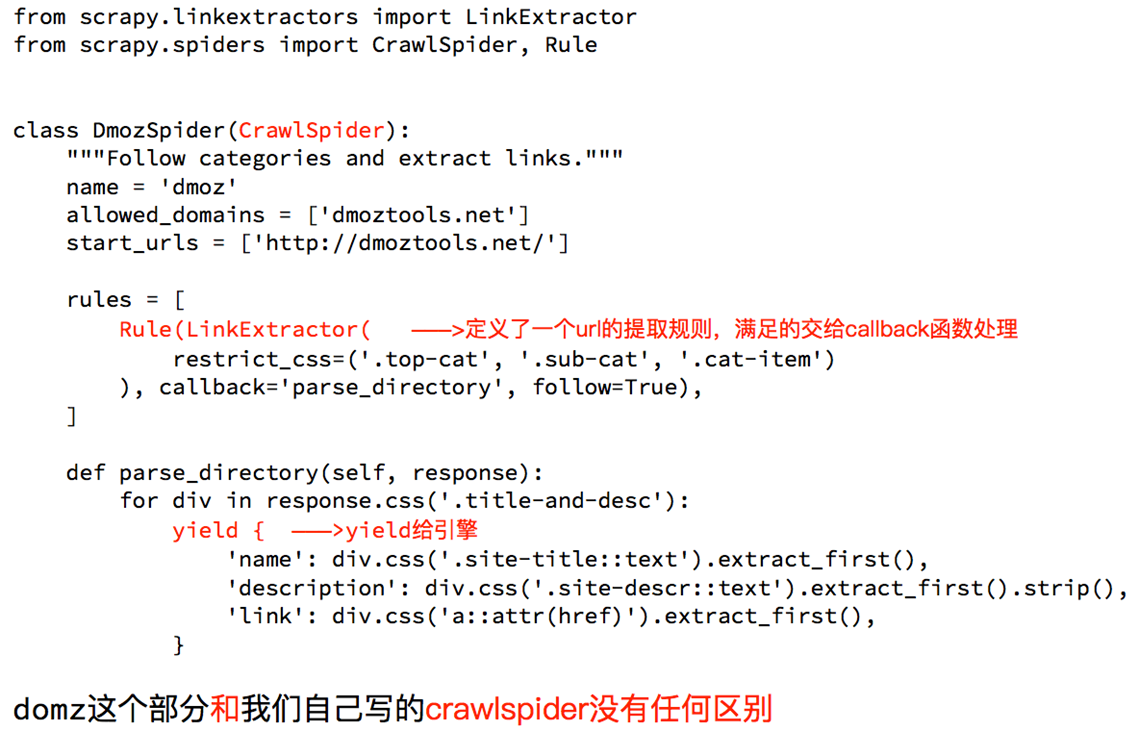 from scrapy.linkextractors import LinkExtractor
from scrapy.spiders import CrawlSpider, Rule
class DmozSpider(CrawlSpider):
    """Follow categories and extract links."""
    name = 'dmoz'
    allowed_domains = ['dmoztools.net']
    start_urls = ['http://dmoztools.net/']
    rules = [
        Rule(LinkExtractor(   ——>定义了一个url的提取规则，满足的交给callback函数处理
            restrict_css=('.top-cat', '.sub-cat', '.cat-item')
        ), callback='parse_directory', follow=True),
    ]
    def parse_directory(self, response):
        for div in response.css('.title-and-desc'):
            yield {  ——>yield给引擎
                'name': div.css('.site-title::text').extract_first(),
                'description': div.css('.site-descr::text').extract_first().strip(),
                'link': div.css('a::attr(href)').extract_first(),
            }
domz这个部分和我们自己写的crawlspider没有任何区别